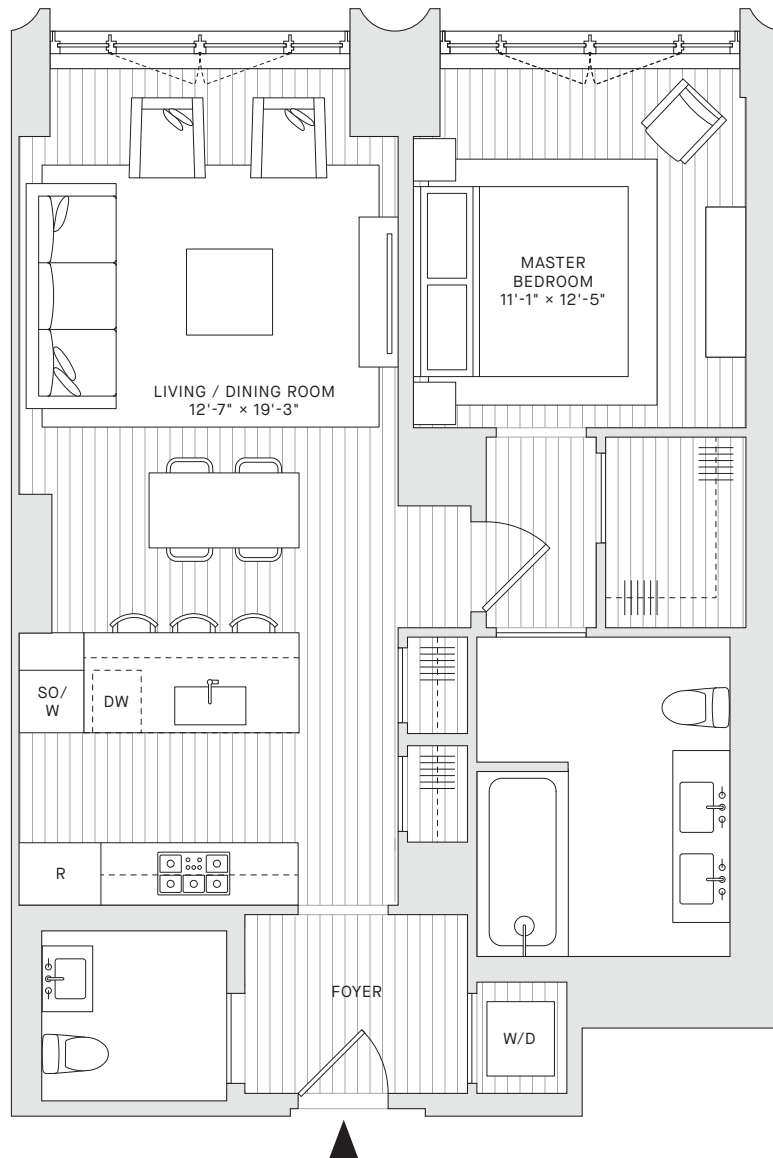 MASTER
BEDROOM
11'-1" × 12'-5"
LIVING / DINING ROOM
12'-7" × 19'-3"
SO/
W
DW
R
FOYER
W/D